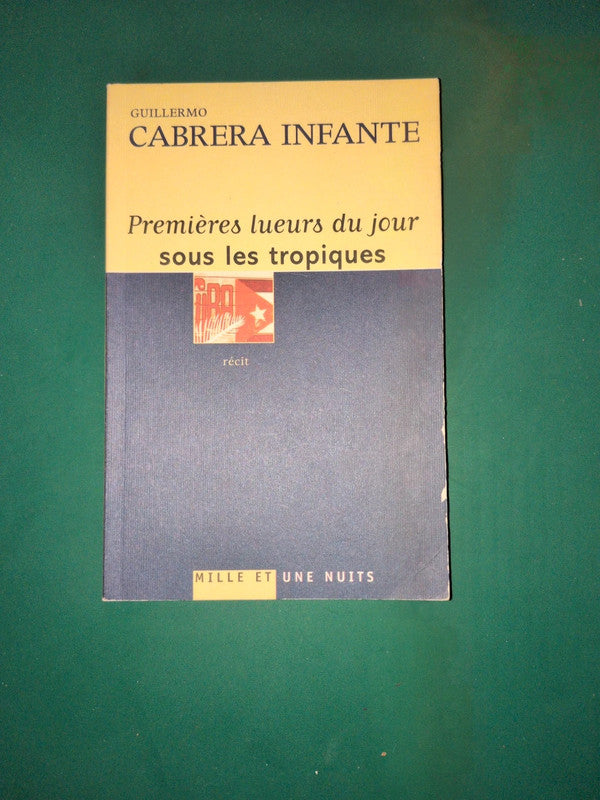 GUILLERMO
CABRERA INFANTE
Premières lueurs du jour
sous les tropiques
récit
MILLE ET UNE NUITS